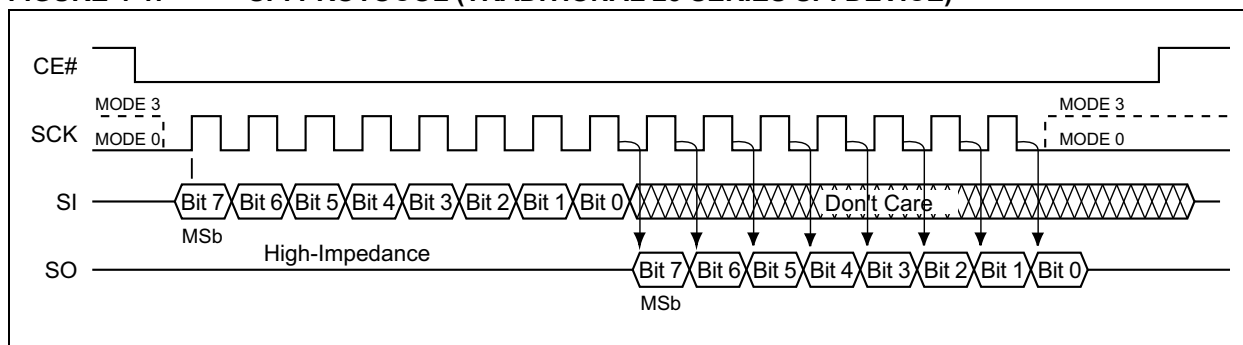 CE#
MODE 3 MODE 3
SCK MODE 0 MODE 0
SI Bit 7 Bit 6 Bit 5 Bit 4 Bit 3 Bit 2 Bit 1 Bit 0 Don't Care
MSb
High-Impedance
SO Bit 7 Bit 6 Bit 5 Bit 4 Bit 3 Bit 2 Bit 1 Bit 0
MSb